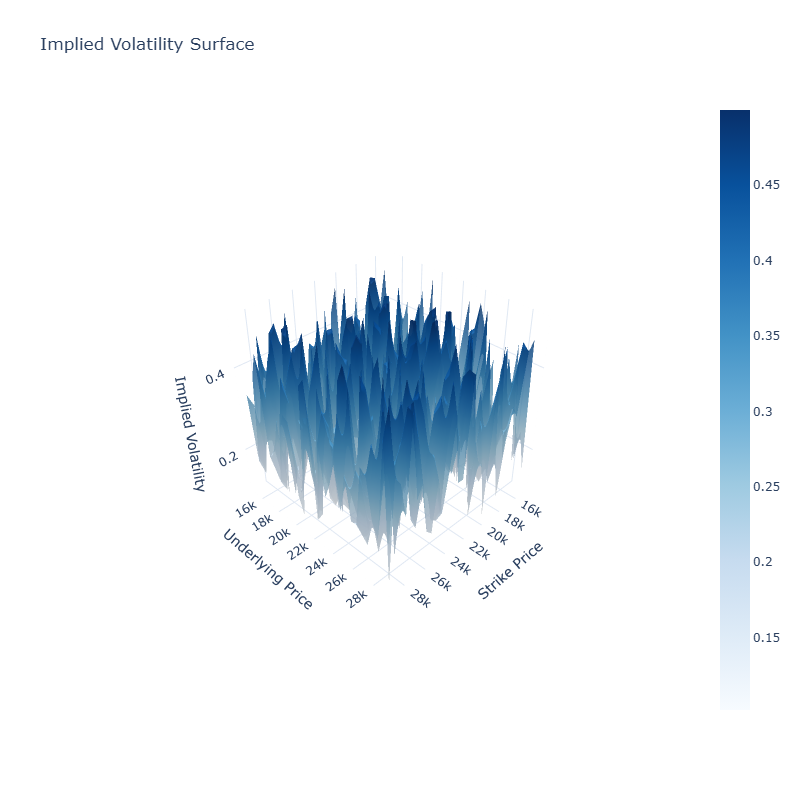 Implied Volatility Surface
0.45
0.4
0.35
0.3
0.25
0.2
0.15
Implied Volatility
0.4
0.2
16k
18k
20k
22k
24k
26k
28k
Underlying Price
16k
18k
20k
22k
24k
26k
28k
Strike Price